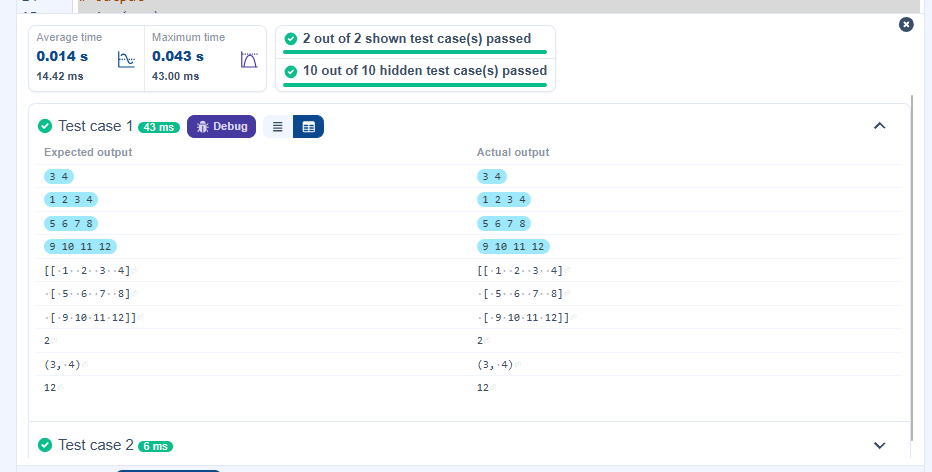 Average time
Maximum time
0.014 s
0.043 s
14.42 ms
43.00 ms
2 out of 2 shown test case(s) passed
10 out of 10 hidden test case(s) passed
Test case 1 43 ms Debug
Expected output Actual output
3 4 3 4
1 2 3 4 1 2 3 4
5 6 7 8 5 6 7 8
9 10 11 12 9 10 11 12
[[·1··2··3··4] [[·1··2··3··4]
·[·5··6··7··8] ·[·5··6··7··8]
·[·9·10·11·12]] ·[·9·10·11·12]]
2 2
(3,·4) (3,·4)
12 12
Test case 2 6 ms